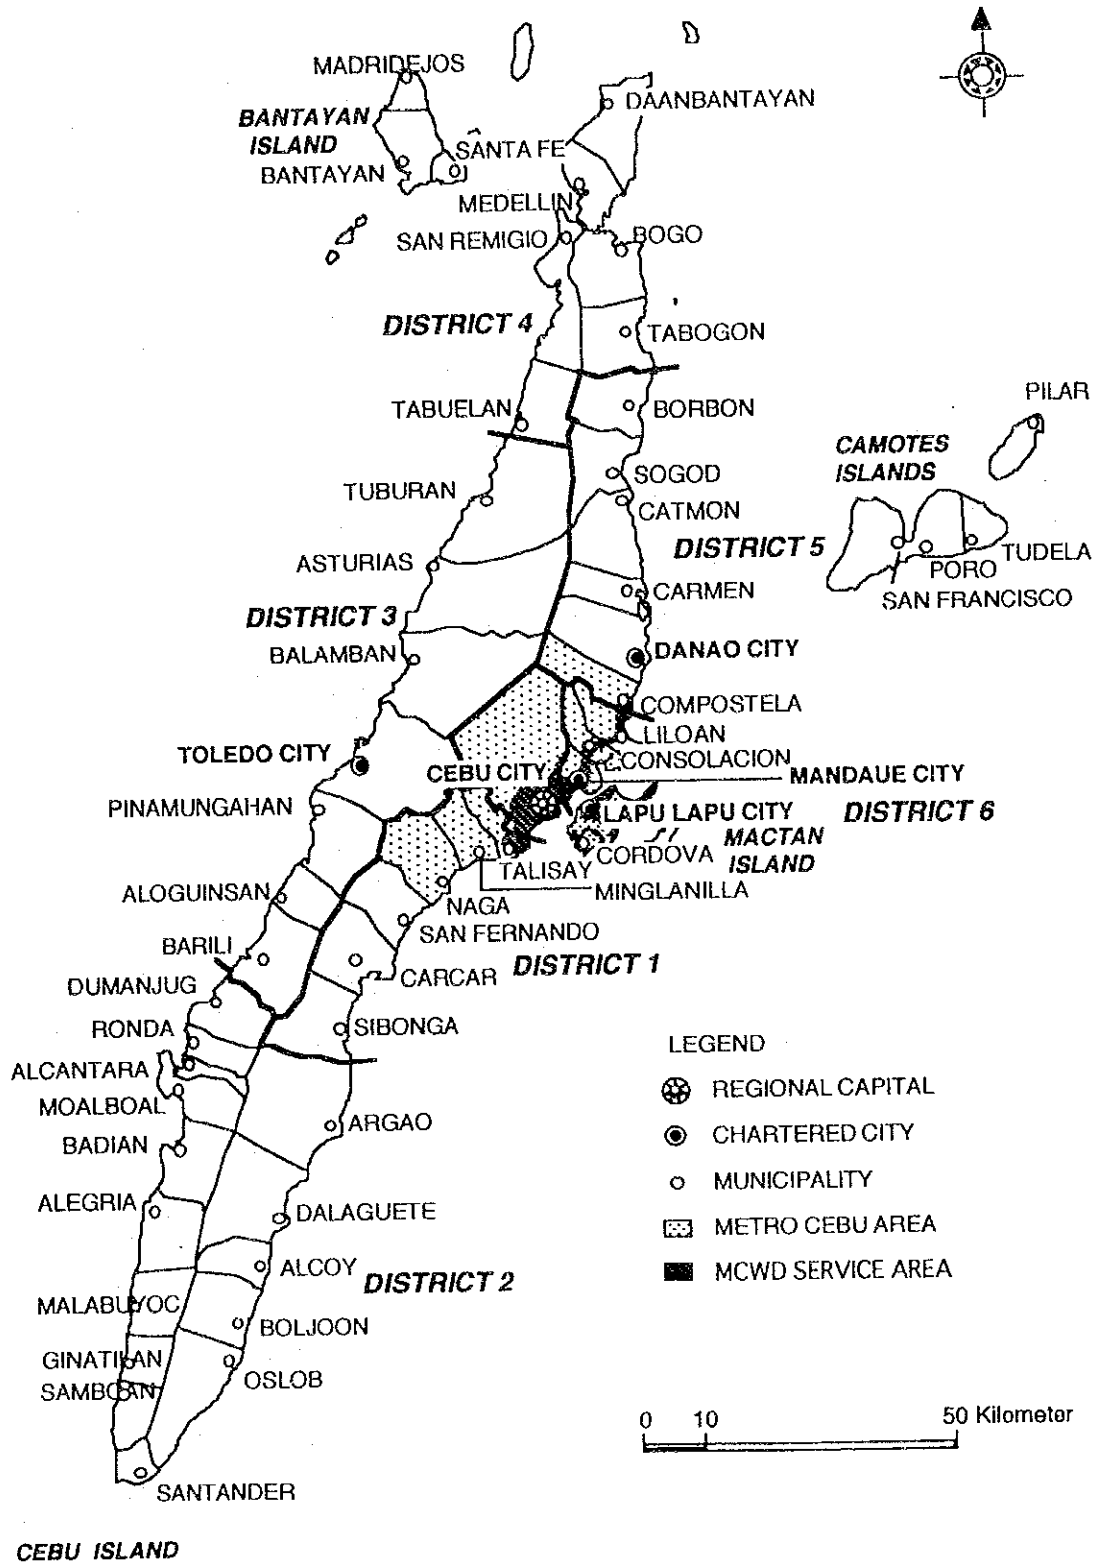 MADRIDEJOS
DAANBANTAYAN
BANTAYAN
ISLAND
SANTA FE
BANTAYAN
MEDELLIN
SAN REMIGIO
BOGO
DISTRICT 4
TABOGON
PILAR
TABUELAN
BORBON
CAMOTES
ISLANDS
SOGOD
TUBURAN
CATMON
DISTRICT 5
TUDELA
ASTURIAS
PORO
CARMEN
SAN FRANCISCO
DISTRICT 3
BALAMBAN
DANAO CITY
COMPOSTELA
LILOAN
TOLEDO CITY
CONSOLACION
CEBU CITY
MANDAUE CITY
PINAMUNGAHAN
LAPU LAPU CITY
DISTRICT 6
MACTAN
ISLAND
CORDOVA
TALISAY
MINGLANILLA
ALOGUINSAN
NAGA
SAN FERNANDO
BARILI
DISTRICT 1
CARCAR
DUMANJUG
RONDA
SIBONGA
LEGEND
ALCANTARA
REGIONAL CAPITAL
MOALBOAL
ARGAO
CHARTERED CITY
BADIAN
MUNICIPALITY
ALEGRIA
DALAGUETE
METRO CEBU AREA
ALCOY
MCWD SERVICE AREA
DISTRICT 2
MALABUYOC
BOLJOON
GINATILAN
OSLOB
SAMBOAN
0 10 50 Kilometer
SANTANDER
CEBU ISLAND